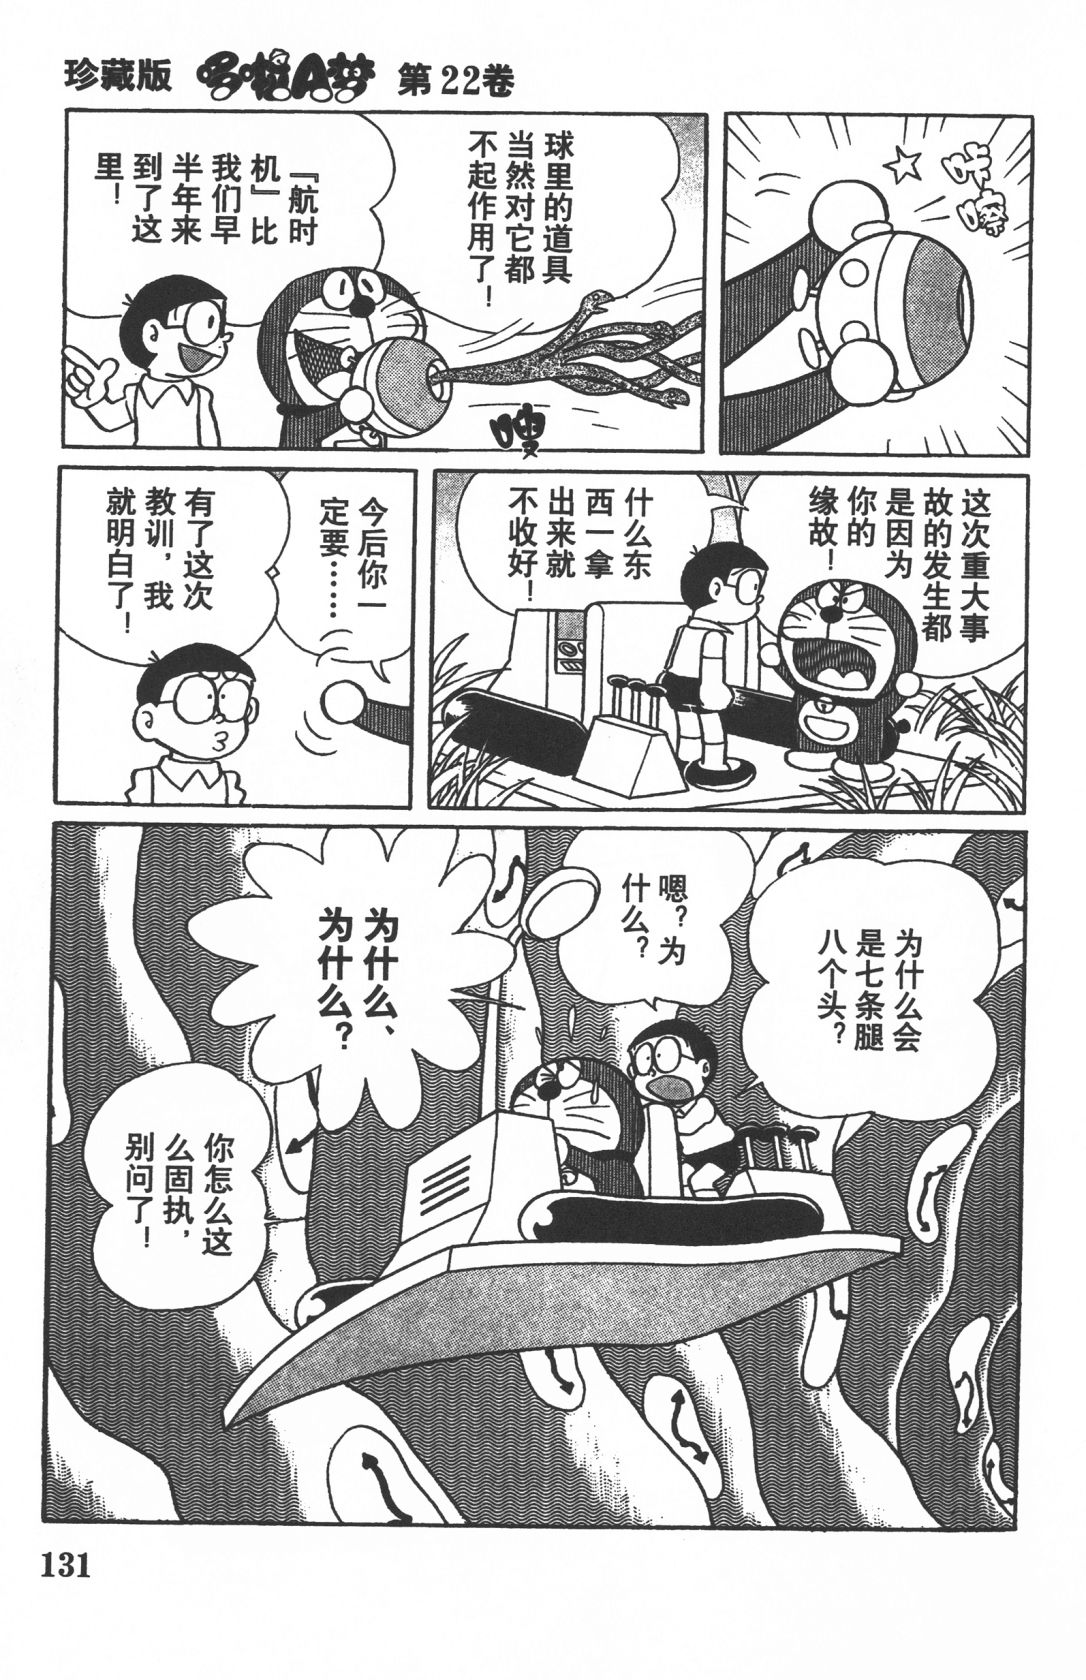 珍藏版 哆啦A梦 第22卷
咔嚓
球里的道具
当然对它都
不起作用了！
『航时
机』比
我们早
半年来
到了这
里！
嗖
这次重大事
故的发生都
是因为
你的
缘故！
什么东
西一拿
出来就
不收好！
今后你一
定要……
有了这次
教训，我
就明白了！
为什么会
是七条腿
八个头？
嗯？为
什么？
为什么、
为什么？
你怎么这
么固执，
别问了！
131